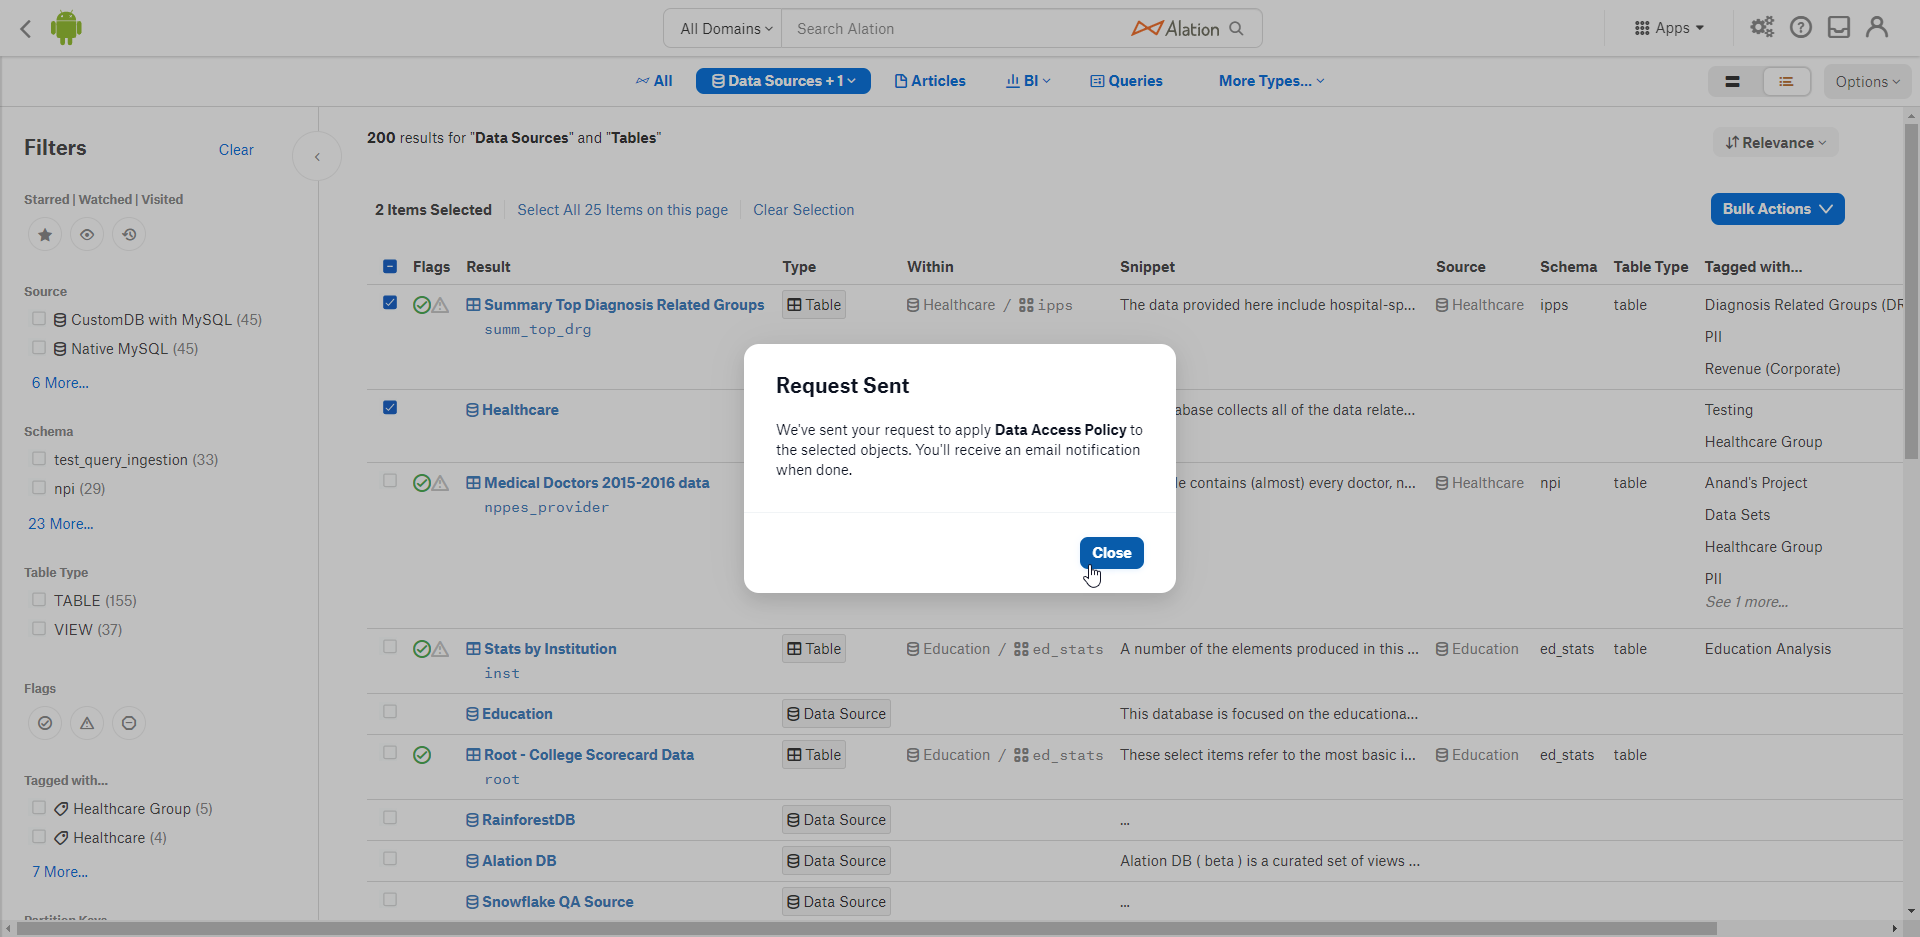 All Domains Search Alation Alation Apps
All Data Sources + 1 Articles BI Queries More Types... Options
Filters Clear
200 results for "Data Sources" and "Tables"
Relevance
Starred | Watched | Visited
2 Items Selected Select All 25 Items on this page Clear Selection Bulk Actions
Flags Result Type Within Snippet Source Schema Table Type Tagged with...
Source
CustomDB with MySQL (45)
Native MySQL (45)
6 More...
Schema
test_query_ingestion (33)
npi (29)
23 More...
Table Type
TABLE (155)
VIEW (37)
Flags
Tagged with...
Healthcare Group (5)
Healthcare (4)
7 More...
Summary Top Diagnosis Related Groups Table Healthcare / ipps The data provided here include hospital-sp... Healthcare ipps table Diagnosis Related Groups (DR
summ_top_drg
PII
Revenue (Corporate)
Healthcare abase collects all of the data relate... Testing
Healthcare Group
Medical Doctors 2015-2016 data le contains (almost) every doctor, n... Healthcare npi table Anand's Project
nppes_provider
Data Sets
Healthcare Group
PII
See 1 more...
Request Sent
We've sent your request to apply Data Access Policy to
the selected objects. You'll receive an email notification
when done.
Close
Stats by Institution Table Education / ed_stats A number of the elements produced in this ... Education ed_stats table Education Analysis
inst
Education Data Source This database is focused on the educationa...
Root - College Scorecard Data Table Education / ed_stats These select items refer to the most basic i... Education ed_stats table
root
RainforestDB Data Source ...
Alation DB Data Source Alation DB ( beta ) is a curated set of views ...
Snowflake QA Source Data Source ...